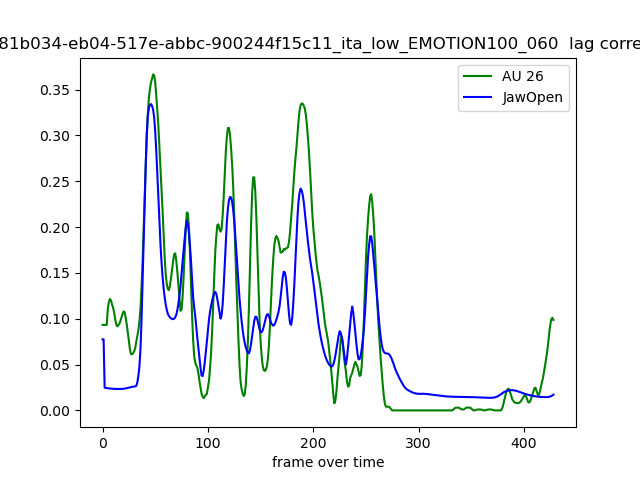 81b034-eb04-517e-abbc-900244f15c11_ita_low_EMOTION100_060 lag corre
AU 26
JawOpen
0.35
0.30
0.25
0.20
0.15
0.10
0.05
0.00
0 100 200 300 400
frame over time